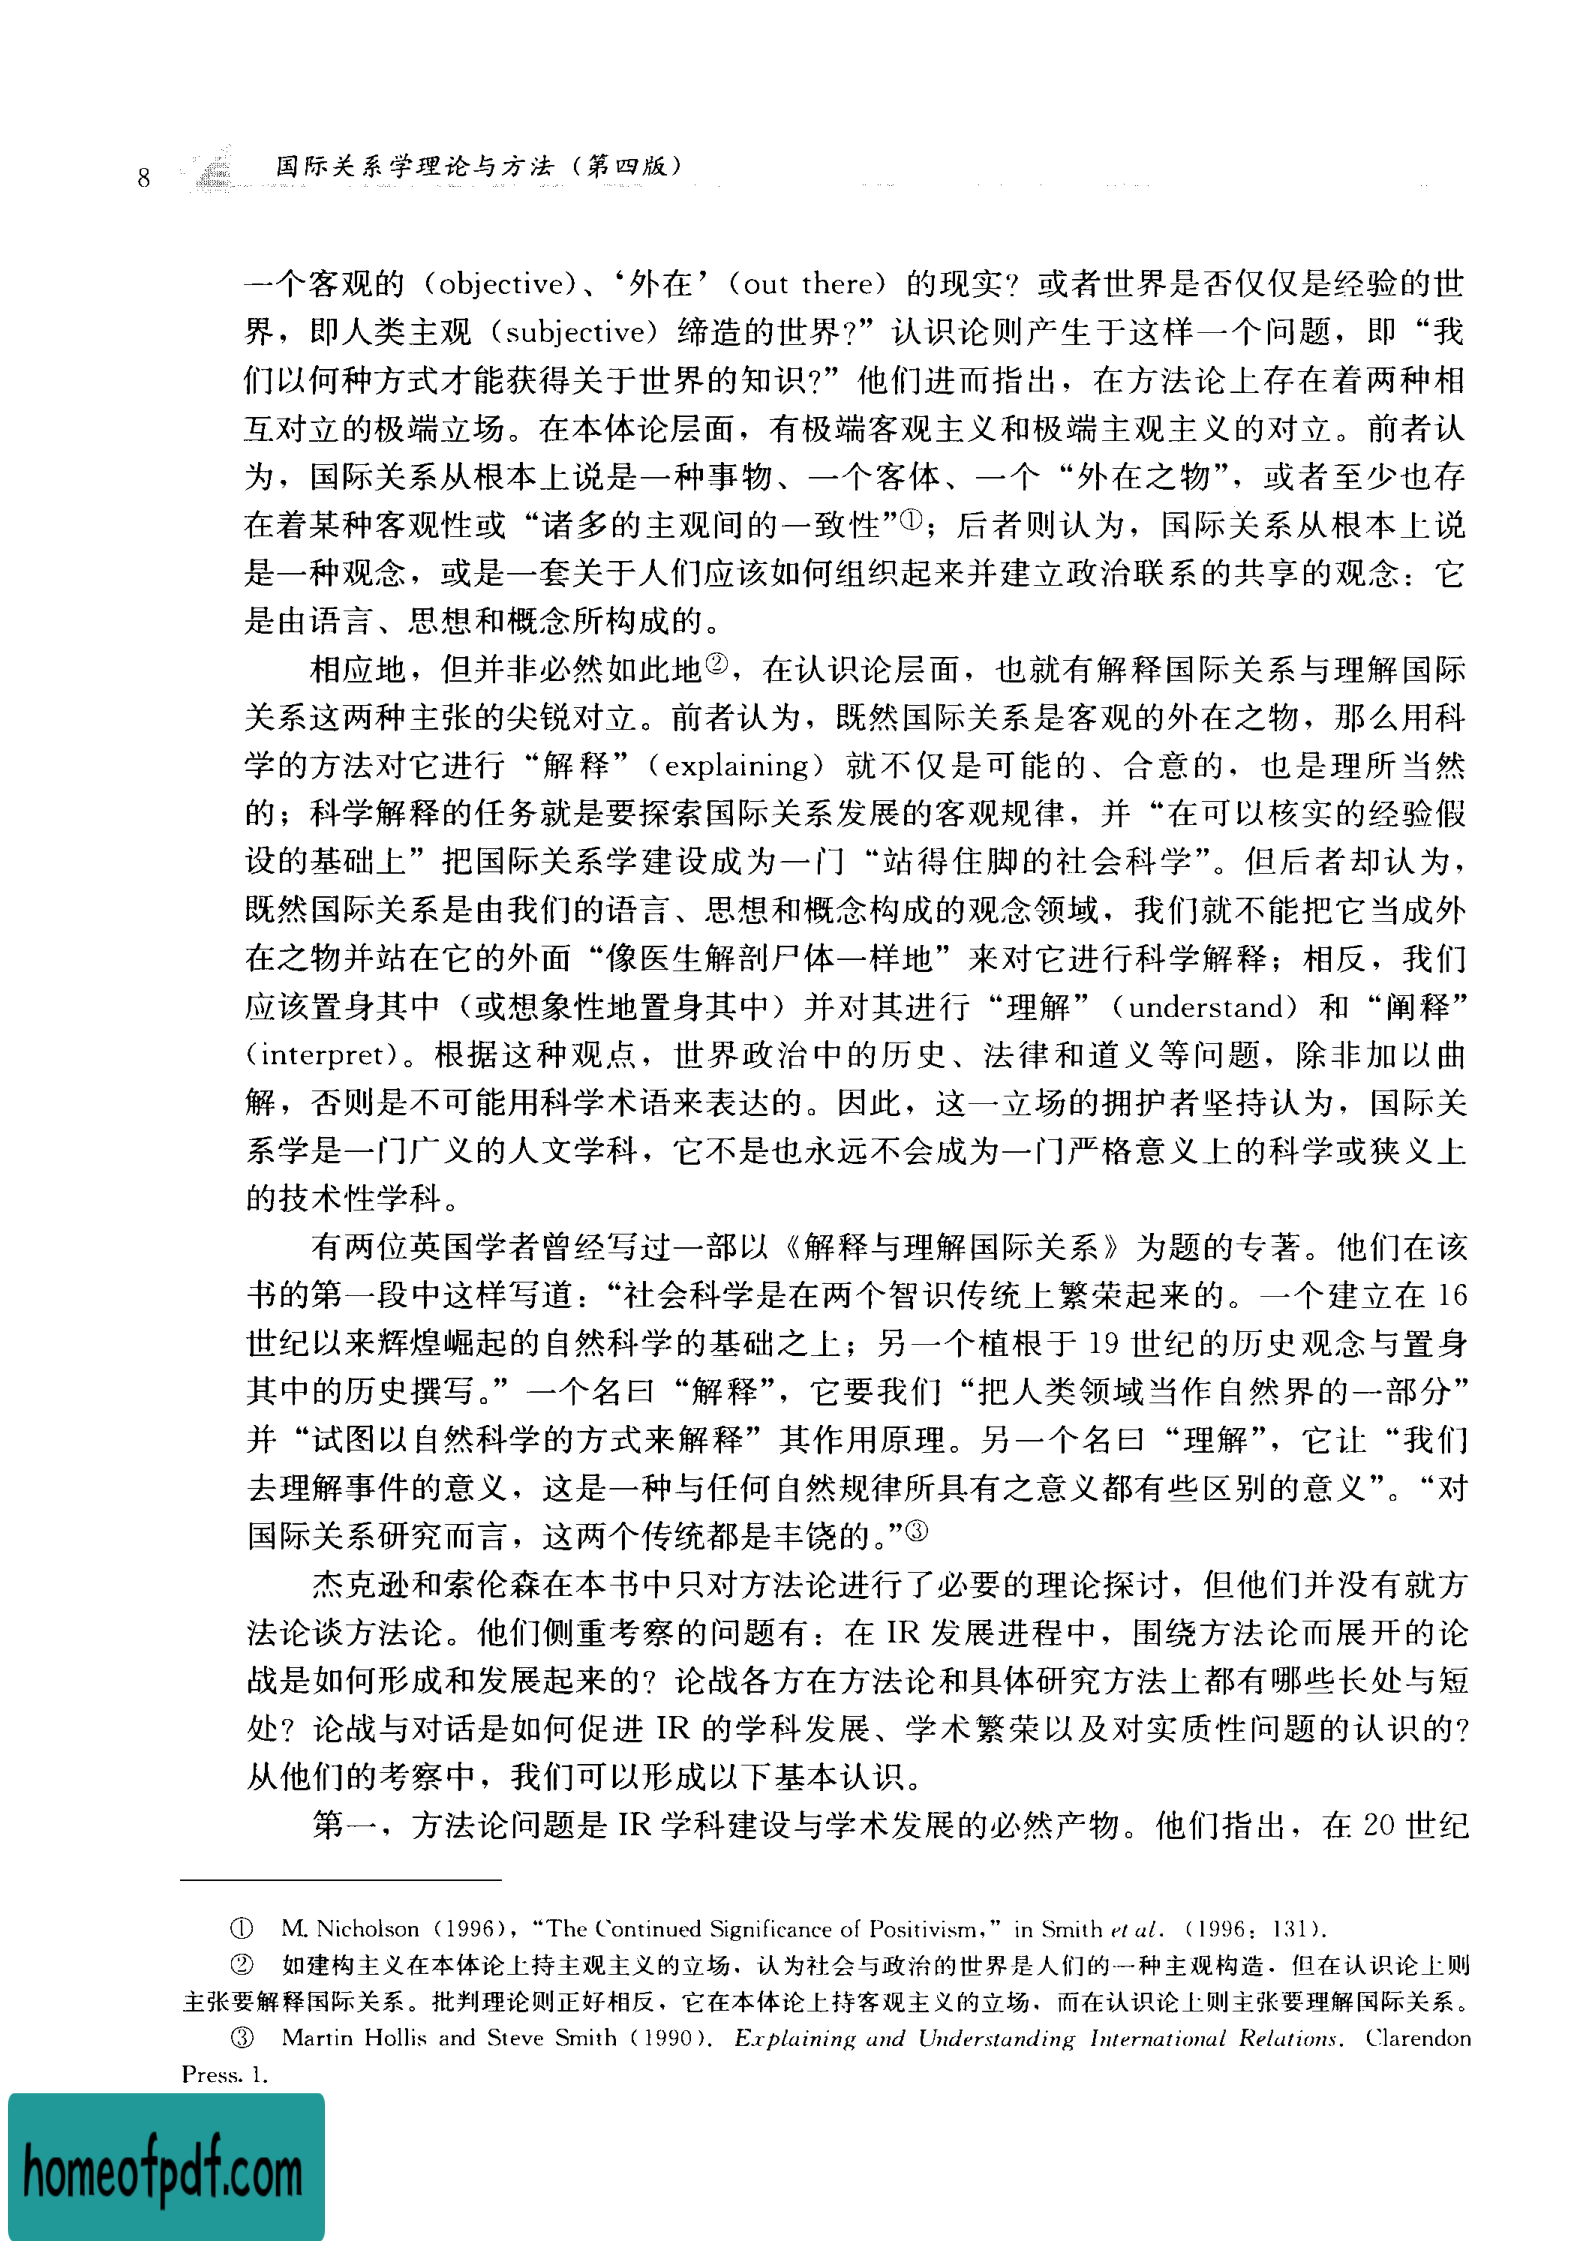 8
国际关系学理论与方法（第四版）
一个客观的（objective）、‘外在’（out there）的现实？或者世界是否仅仅是经验的世
界，即人类主观（subjective）缔造的世界?”认识论则产生于这样一个问题，即“我
们以何种方式才能获得关于世界的知识?”他们进而指出，在方法论上存在着两种相
互对立的极端立场。在本体论层面，有极端客观主义和极端主观主义的对立。前者认
为，国际关系从根本上说是一种事物、一个客体、一个“外在之物”，或者至少也存
在着某种客观性或“诸多的主观间的一致性”①；后者则认为，国际关系从根本上说
是一种观念，或是一套关于人们应该如何组织起来并建立政治联系的共享的观念：它
是由语言、思想和概念所构成的。
相应地，但并非必然如此地②，在认识论层面，也就有解释国际关系与理解国际
关系这两种主张的尖锐对立。前者认为，既然国际关系是客观的外在之物，那么用科
学的方法对它进行“解释”（explaining）就不仅是可能的、合意的，也是理所当然
的；科学解释的任务就是要探索国际关系发展的客观规律，并“在可以核实的经验假
设的基础上”把国际关系学建设成为一门“站得住脚的社会科学”。但后者却认为，
既然国际关系是由我们的语言、思想和概念构成的观念领域，我们就不能把它当成外
在之物并站在它的外面“像医生解剖尸体一样地”来对它进行科学解释；相反，我们
应该置身其中（或想象性地置身其中）并对其进行“理解”（understand）和“阐释”
（interpret）。根据这种观点，世界政治中的历史、法律和道义等问题，除非加以曲
解，否则是不可能用科学术语来表达的。因此，这一立场的拥护者坚持认为，国际关
系学是一门广义的人文学科，它不是也永远不会成为一门严格意义上的科学或狭义上
的技术性学科。
有两位英国学者曾经写过一部以《解释与理解国际关系》为题的专著。他们在该
书的第一段中这样写道：“社会科学是在两个智识传统上繁荣起来的。一个建立在 16
世纪以来辉煌崛起的自然科学的基础之上；另一个植根于 19 世纪的历史观念与置身
其中的历史撰写。”一个名曰“解释”，它要我们“把人类领域当作自然界的一部分”
并“试图以自然科学的方式来解释”其作用原理。另一个名曰“理解”，它让“我们
去理解事件的意义，这是一种与任何自然规律所具有之意义都有些区别的意义”。“对
国际关系研究而言，这两个传统都是丰饶的。”③
杰克逊和索伦森在本书中只对方法论进行了必要的理论探讨，但他们并没有就方
法论谈方法论。他们侧重考察的问题有：在 IR 发展进程中，围绕方法论而展开的论
战是如何形成和发展起来的？论战各方在方法论和具体研究方法上都有哪些长处与短
处？论战与对话是如何促进 IR 的学科发展、学术繁荣以及对实质性问题的认识的？
从他们的考察中，我们可以形成以下基本认识。
第一，方法论问题是 IR 学科建设与学术发展的必然产物。他们指出，在 20 世纪
① M. Nicholson（1996），“The Continued Significance of Positivism,” in Smith et al.（1996：131）.
② 如建构主义在本体论上持主观主义的立场，认为社会与政治的世界是人们的一种主观构造，但在认识论上则
主张要解释国际关系。批判理论则正好相反，它在本体论上持客观主义的立场，而在认识论上则主张要理解国际关系。
③ Martin Hollis and Steve Smith（1990）. Explaining and Understanding International Relations. Clarendon
Press. 1.
homeofpdf.com